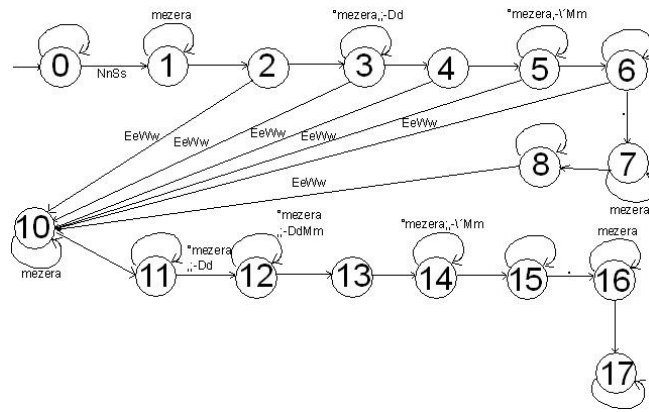 mezera
°mezera,;-Dd
°mezera,-\´Mm
0
1
2
3
4
5
6
NnSs
EeWw
EeWw
EeWw
EeWw
EeWw
.
8
7
EeWw
mezera
10
mezera
°mezera
,;-Dd
°mezera
,;-DdMm
°mezera;,-\´Mm
mezera
11
12
13
14
15
.
16
17